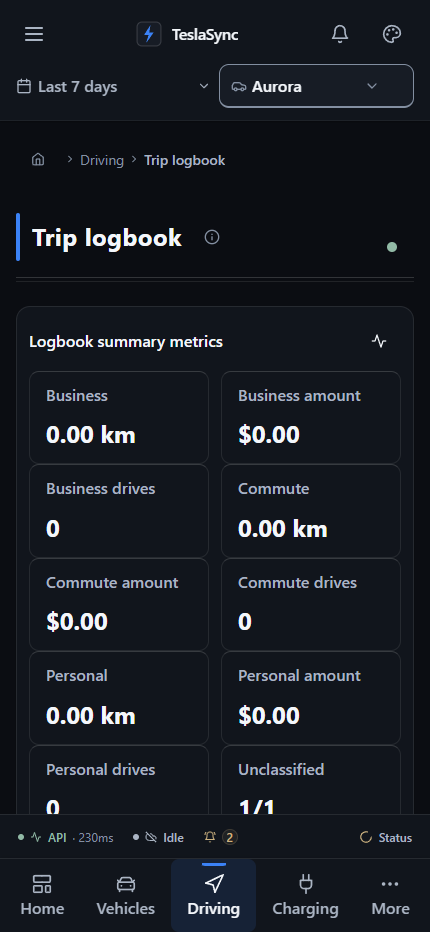 TeslaSync
Last 7 days
Aurora
Driving
Trip logbook
Trip logbook
Logbook summary metrics
Business
Business amount
0.00 km
$0.00
Business drives
Commute
0
0.00 km
Commute amount
Commute drives
$0.00
0
Personal
Personal amount
0.00 km
$0.00
Personal drives
Unclassified
0
1/1
API · 230ms
Idle
2
Status
Home
Vehicles
Driving
Charging
More